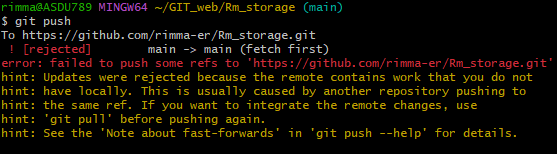 rimma@ASDU789 MINGW64 ~/GIT_web/Rm_storage (main)
$ git push
To https://github.com/rimma-er/Rm_storage.git
 ! [rejected]        main -> main (fetch first)
error: failed to push some refs to 'https://github.com/rimma-er/Rm_storage.git'
hint: Updates were rejected because the remote contains work that you do not
hint: have locally. This is usually caused by another repository pushing to
hint: the same ref. If you want to integrate the remote changes, use
hint: 'git pull' before pushing again.
hint: See the 'Note about fast-forwards' in 'git push --help' for details.